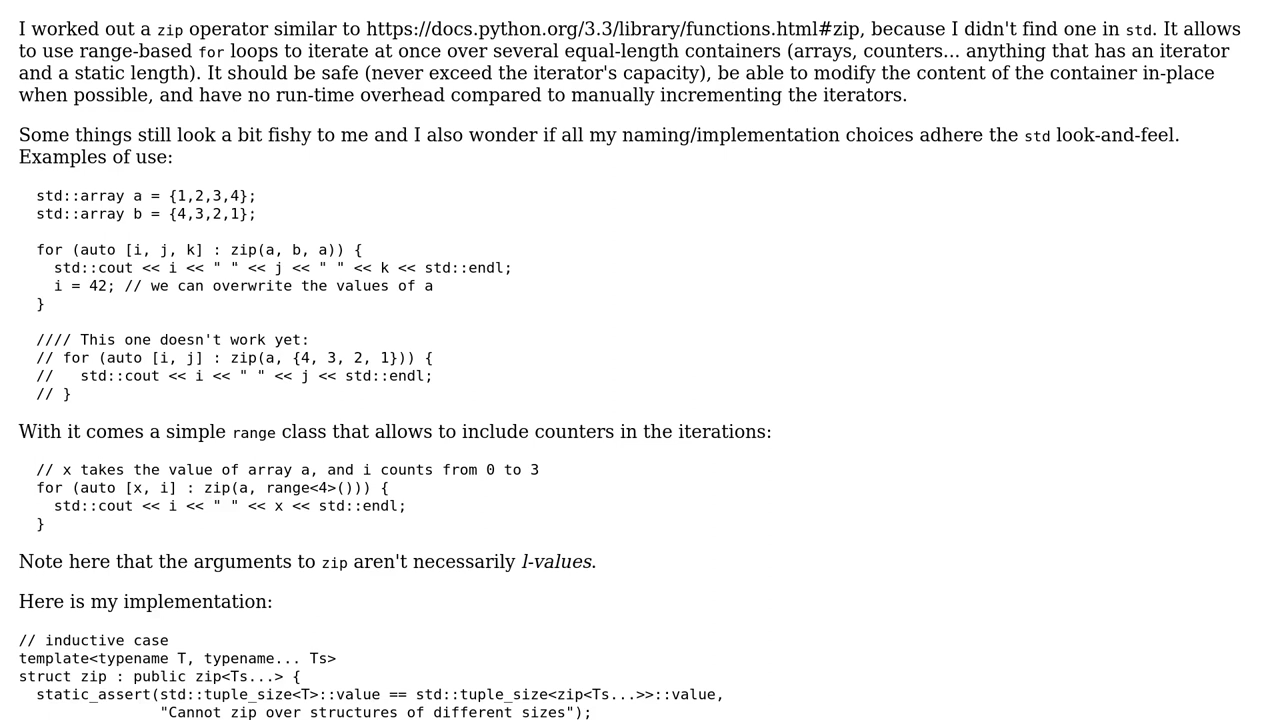 I worked out a zip operator similar to https://docs.python.org/3.3/library/functions.html#zip, because I didn't find one in std. It allows
to use range-based for loops to iterate at once over several equal-length containers (arrays, counters... anything that has an iterator
and a static length). It should be safe (never exceed the iterator's capacity), be able to modify the content of the container in-place
when possible, and have no run-time overhead compared to manually incrementing the iterators.
Some things still look a bit fishy to me and I also wonder if all my naming/implementation choices adhere the std look-and-feel.
Examples of use:
  std::array a = {1,2,3,4};
  std::array b = {4,3,2,1};
  for (auto [i, j, k] : zip(a, b, a)) {
    std::cout << i << " " << j << " " << k << std::endl;
    i = 42; // we can overwrite the values of a
  }
  //// This one doesn't work yet:
  // for (auto [i, j] : zip(a, {4, 3, 2, 1})) {
  //   std::cout << i << " " << j << std::endl;
  // }
With it comes a simple range class that allows to include counters in the iterations:
  // x takes the value of array a, and i counts from 0 to 3
  for (auto [x, i] : zip(a, range<4>())) {
    std::cout << i << " " << x << std::endl;
  }
Note here that the arguments to zip aren't necessarily l-values.
Here is my implementation:
// inductive case
template<typename T, typename... Ts>
struct zip : public zip<Ts...> {
  static_assert(std::tuple_size<T>::value == std::tuple_size<zip<Ts...>>::value,
                "Cannot zip over structures of different sizes");